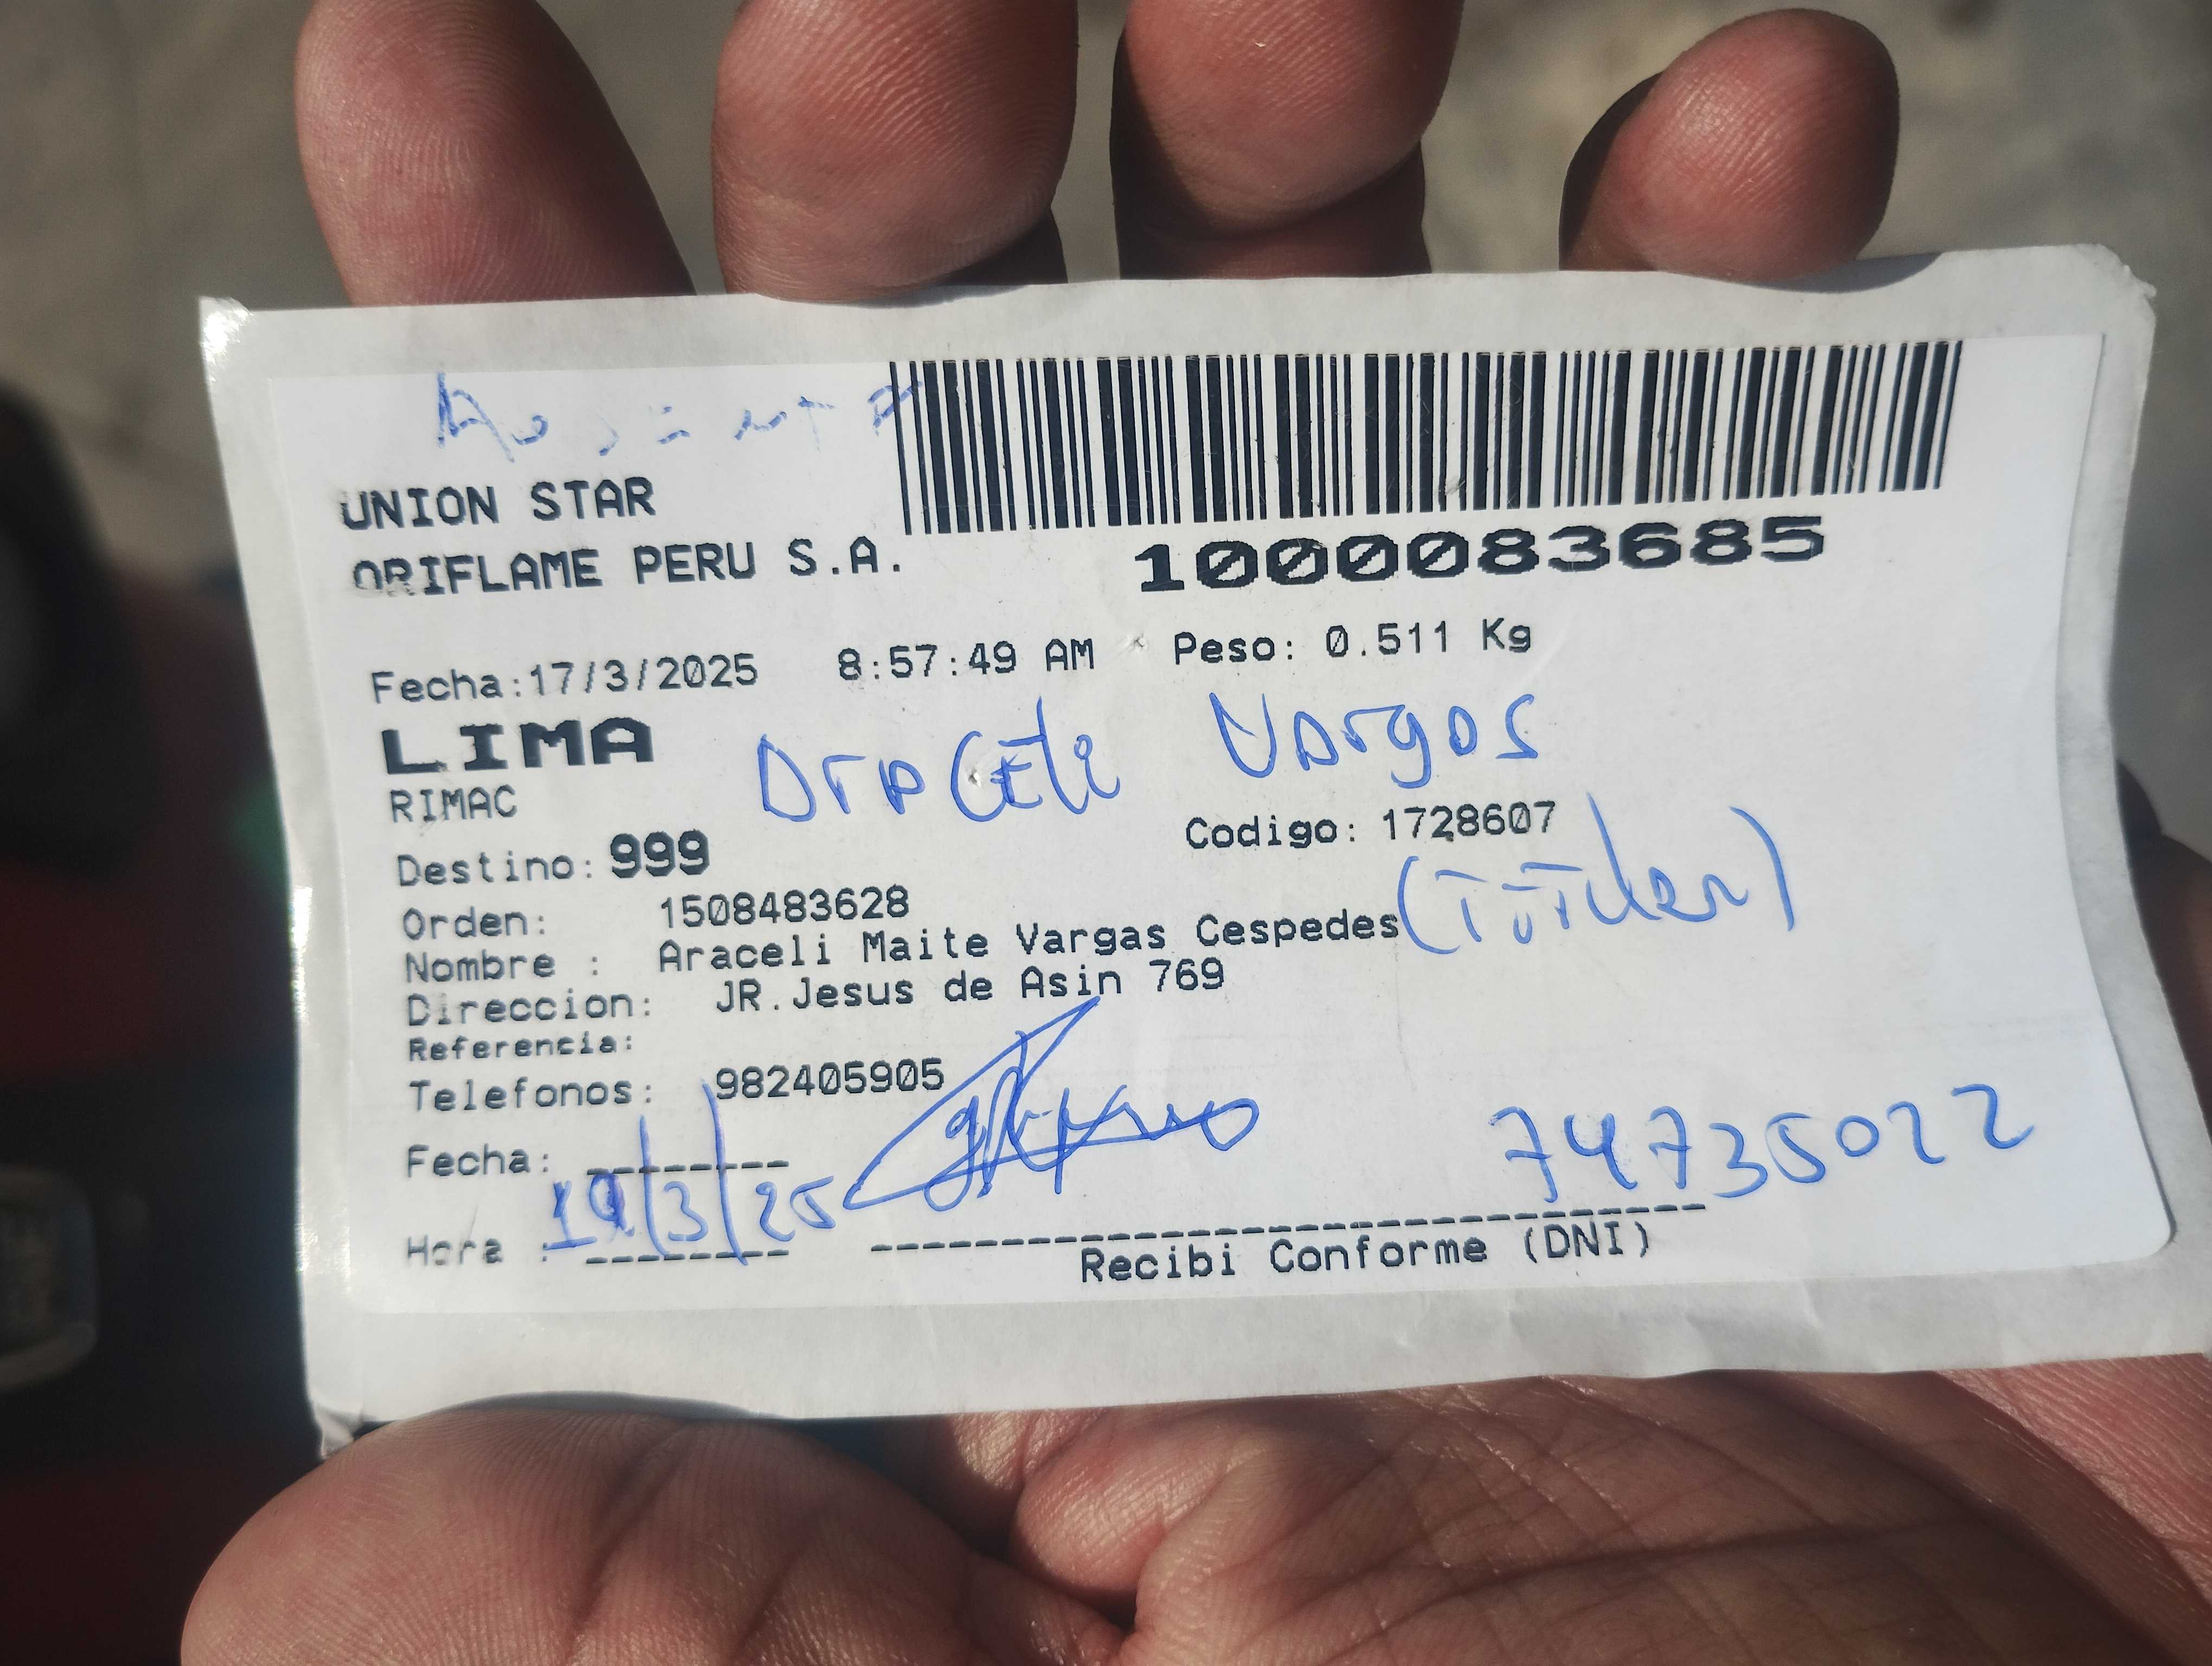 Ausente
UNION STAR
ORIFLAME PERU S.A.
1000083685
Fecha:17/3/2025 8:57:49 AM Peso: 0.511 Kg
LIMA
Araceli Vargas
RIMAC
Codigo: 1728607
Destino: 999
(Titular)
Orden: 1508483628
Nombre : Araceli Maite Vargas Cespedes
Direccion: JR.Jesus de Asin 769
Referencia:
Telefonos: 982405905
Fecha:
19/3/25
74735022
Hora :
Recibi Conforme (DNI)